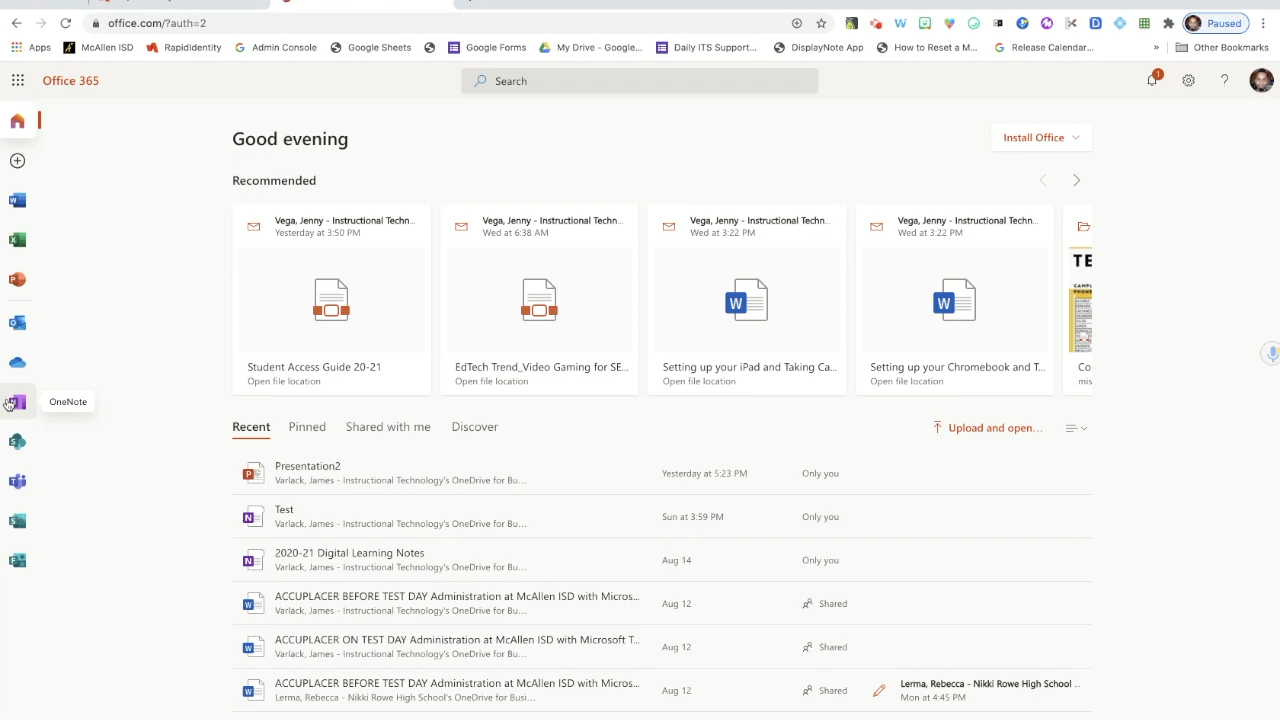 office.com/?auth=2
Paused
Apps
McAllen ISD
RapidIdentity
Admin Console
Google Sheets
Google Forms
My Drive - Google...
Daily ITS Support...
DisplayNote App
How to Reset a M...
Release Calendar...
»
Other Bookmarks
Office 365
Search
1
?
Good evening
Install Office
Recommended
Vega, Jenny - Instructional Techn...
Yesterday at 3:50 PM
Student Access Guide 20-21
Open file location
Vega, Jenny - Instructional Techn...
Wed at 6:38 AM
EdTech Trend_Video Gaming for SE...
Open file location
Vega, Jenny - Instructional Techn...
Wed at 3:22 PM
W
Setting up your iPad and Taking Ca...
Open file location
Vega, Jenny - Instructional Techn...
Wed at 3:22 PM
W
Setting up your Chromebook and T...
Open file location
TE
Co
mis
OneNote
Recent
Pinned
Shared with me
Discover
Upload and open...
Presentation2
Varlack, James - Instructional Technology's OneDrive for Bu...
Yesterday at 5:23 PM
Only you
Test
Varlack, James - Instructional Technology's OneDrive for Bu...
Sun at 3:59 PM
Only you
2020-21 Digital Learning Notes
Varlack, James - Instructional Technology's OneDrive for Bu...
Aug 14
Only you
ACCUPLACER BEFORE TEST DAY Administration at McAllen ISD with Micros...
Varlack, James - Instructional Technology's OneDrive for Bu...
Aug 12
Shared
ACCUPLACER ON TEST DAY Administration at McAllen ISD with Microsoft T...
Varlack, James - Instructional Technology's OneDrive for Bu...
Aug 12
Shared
ACCUPLACER BEFORE TEST DAY Administration at McAllen ISD with Micros...
Lerma, Rebecca - Nikki Rowe High School's OneDrive for Busi...
Aug 12
Shared
Lerma, Rebecca - Nikki Rowe High School ...
Mon at 4:45 PM